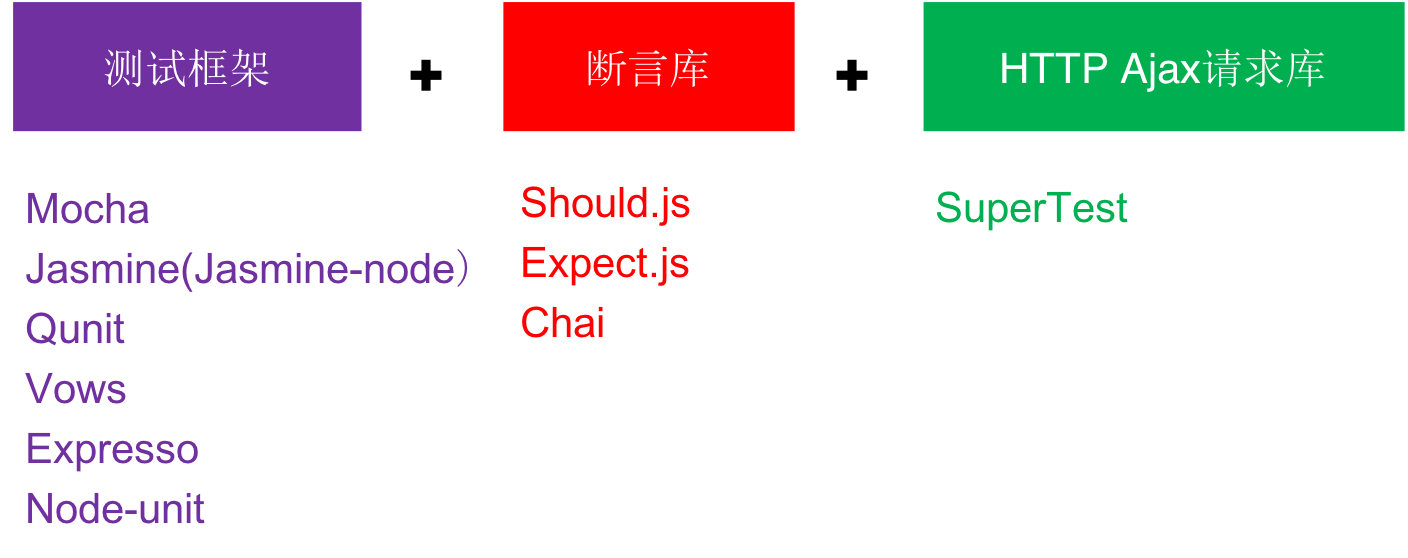 测试框架
+
断言库
+
HTTP Ajax请求库
Mocha
Jasmine(Jasmine-node）
Qunit
Vows
Expresso
Node-unit
Should.js
Expect.js
Chai
SuperTest